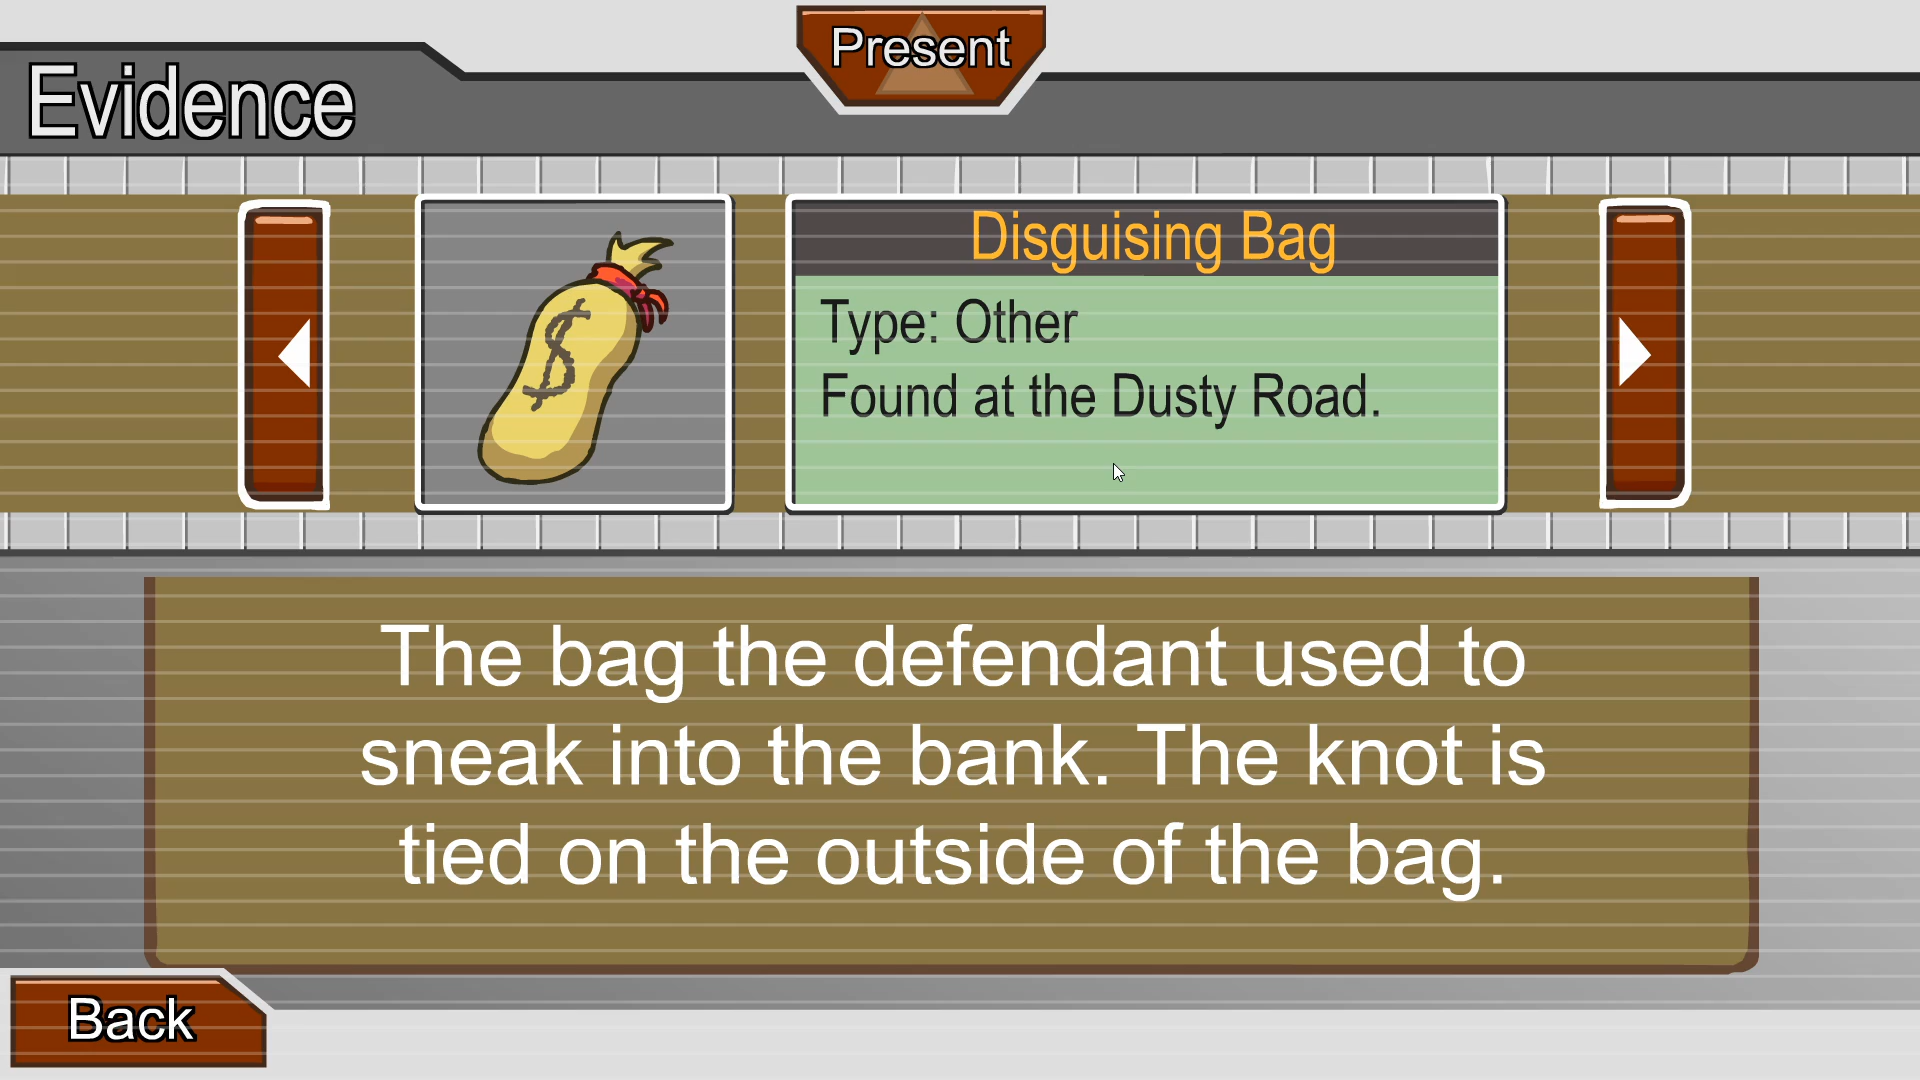 Present
Evidence
Disguising Bag
Type: Other
Found at the Dusty Road.
$
The bag the defendant used to
sneak into the bank. The knot is
tied on the outside of the bag.
Back